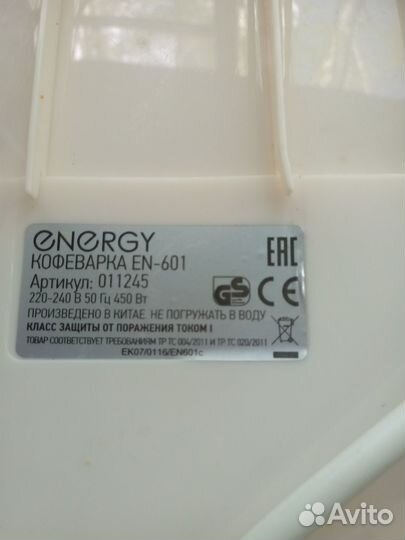 ENERGY
EAC
КОФЕВАРКА EN-601
Артикул: 011245
220-240 В 50 Гц 450 Вт
GS CE
ПРОИЗВЕДЕНО В КИТАЕ. НЕ ПОГРУЖАТЬ В ВОДУ
КЛАСС ЗАЩИТЫ ОТ ПОРАЖЕНИЯ ТОКОМ I
ТОВАР СООТВЕТСТВУЕТ ТРЕБОВАНИЯМ ТР ТС 004/2011 И ТР ТС 020/2011
EK07/0116/EN601c
Avito